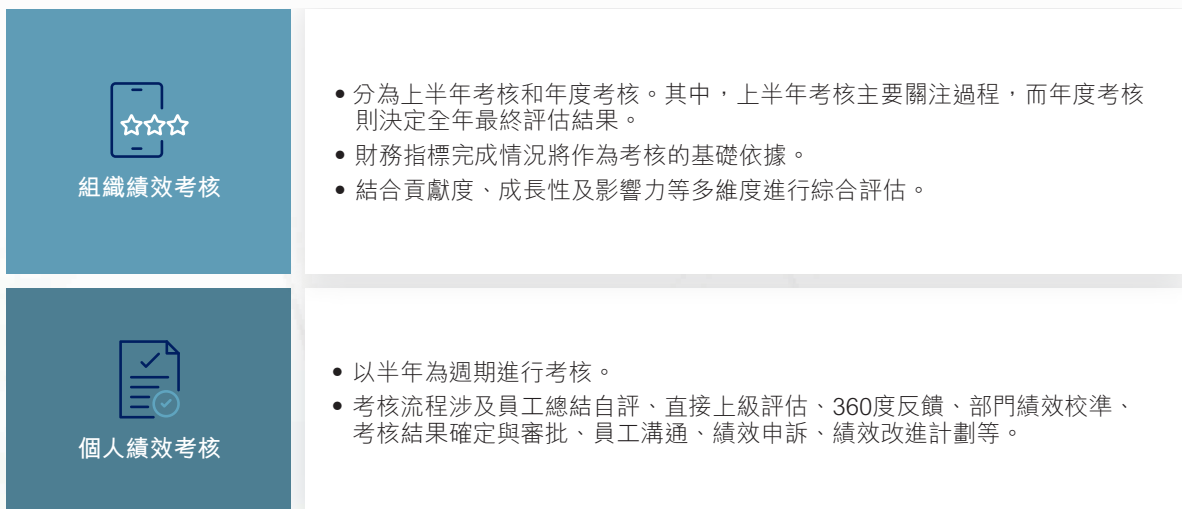 組織績效考核
• 分為上半年考核和年度考核。其中，上半年考核主要關注過程，而年度考核
則決定全年最終評估結果。
• 財務指標完成情況將作為考核的基礎依據。
• 結合貢獻度、成長性及影響力等多維度進行綜合評估。
個人績效考核
• 以半年為週期進行考核。
• 考核流程涉及員工總結自評、直接上級評估、360度反饋、部門績效校準、
考核結果確定與審批、員工溝通、績效申訴、績效改進計劃等。